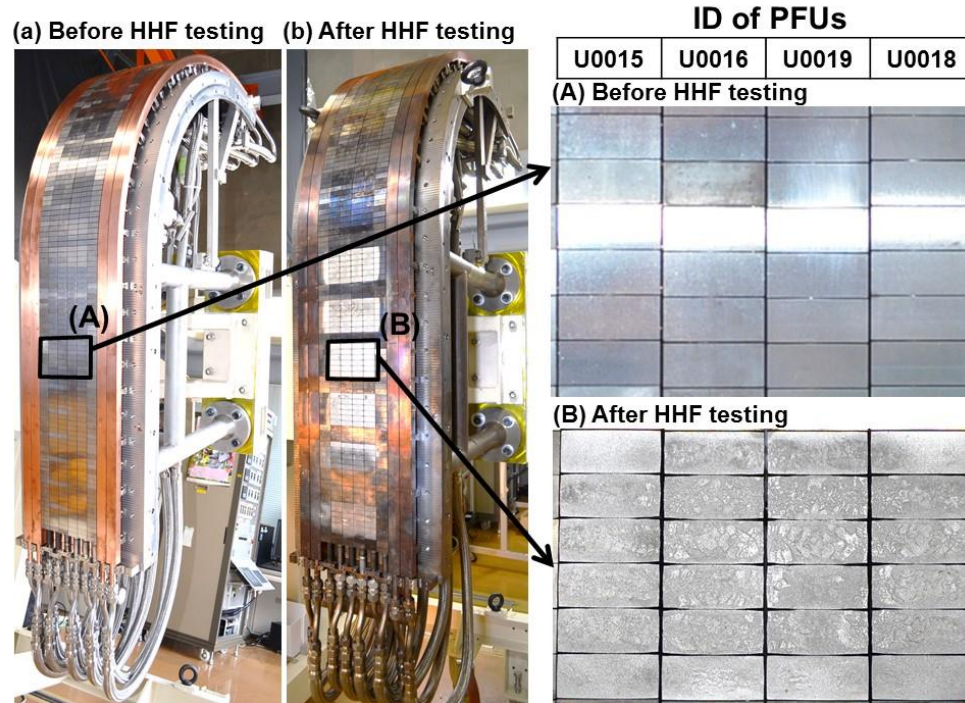 (a) Before HHF testing
(b) After HHF testing
(A)
(B)
ID of PFUs
U0015 U0016 U0019 U0018
(A) Before HHF testing
(B) After HHF testing